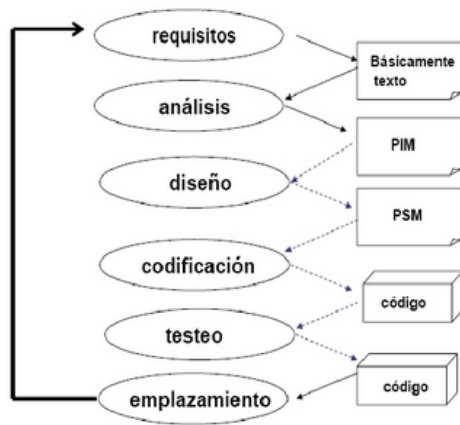 requisitos
Básicamente
texto
análisis
PIM
diseño
PSM
codificación
código
testeo
código
emplazamiento